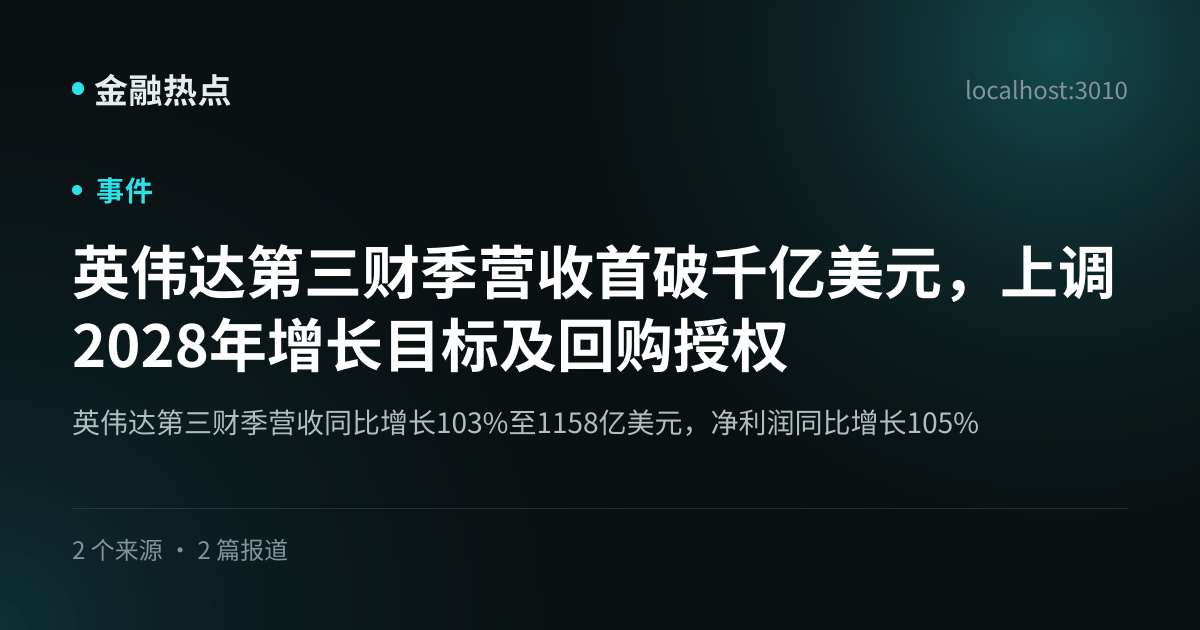 金融热点
localhost:3010
事件
英伟达第三财季营收首破千亿美元，上调
2028年增长目标及回购授权
英伟达第三财季营收同比增长103%至1158亿美元，净利润同比增长105%
2 个来源 · 2 篇报道